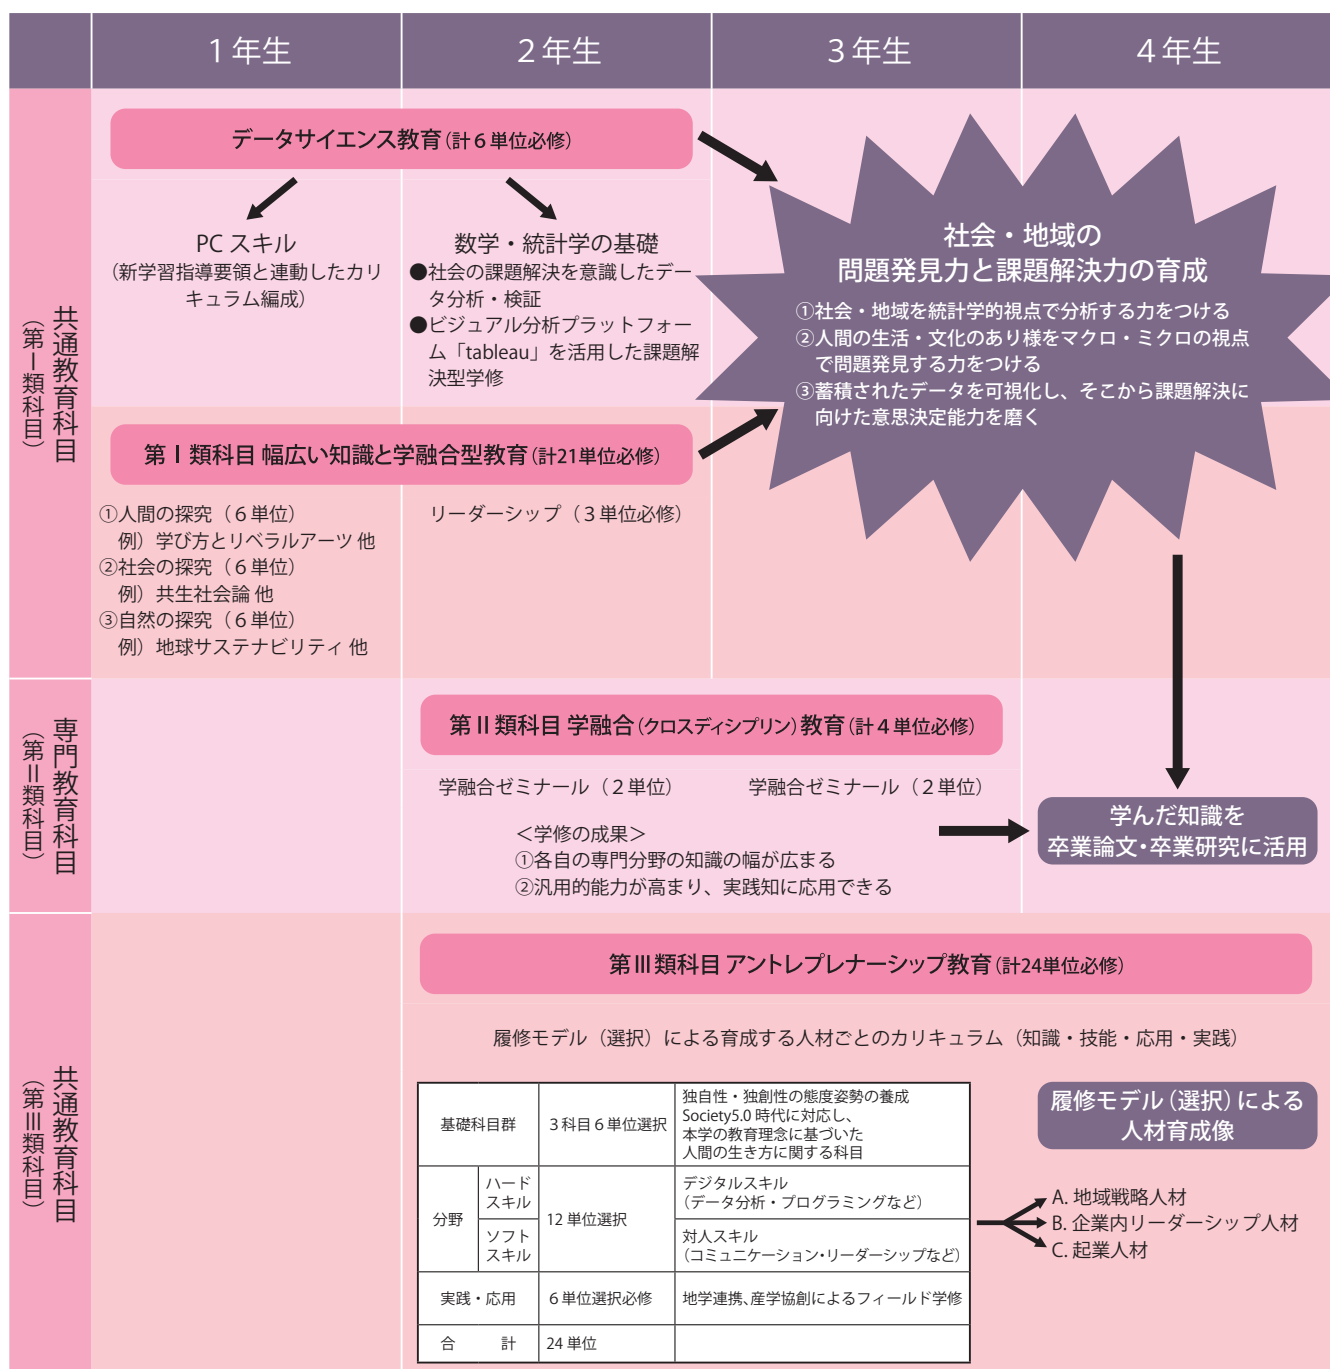 1年生
2年生
3年生
4年生
共通教育科目
（第Ⅰ類科目）
データサイエンス教育（計6単位必修）
PCスキル
（新学習指導要領と連動したカリ
キュラム編成）
数学・統計学の基礎
●社会の課題解決を意識したデー
タ分析・検証
●ビジュアル分析プラットフォー
ム「tableau」を活用した課題解
決型学修
社会・地域の
問題発見力と課題解決力の育成
①社会・地域を統計学的視点で分析する力をつける
②人間の生活・文化のあり様をマクロ・ミクロの視点
で問題発見する力をつける
③蓄積されたデータを可視化し、そこから課題解決に
向けた意思決定能力を磨く
第Ⅰ類科目 幅広い知識と学融合型教育（計21単位必修）
①人間の探究（6単位）
例）学び方とリベラルアーツ 他
②社会の探究（6単位）
例）共生社会論 他
③自然の探究（6単位）
例）地球サステナビリティ 他
リーダーシップ（3単位必修）
専門教育科目
（第Ⅱ類科目）
第Ⅱ類科目 学融合（クロスディシプリン）教育（計4単位必修）
学融合ゼミナール（2単位）
学融合ゼミナール（2単位）
＜学修の成果＞
①各自の専門分野の知識の幅が広まる
②汎用的能力が高まり、実践知に応用できる
学んだ知識を
卒業論文・卒業研究に活用
共通教育科目
（第Ⅲ類科目）
第Ⅲ類科目 アントレプレナーシップ教育（計24単位必修）
履修モデル（選択）による育成する人材ごとのカリキュラム（知識・技能・応用・実践）
基礎科目群
3科目6単位選択
独自性・独創性の態度姿勢の養成
Society5.0時代に対応し、
本学の教育理念に基づいた
人間の生き方に関する科目
分野
ハード
スキル
12単位選択
デジタルスキル
（データ分析・プログラミングなど）
ソフト
スキル
対人スキル
（コミュニケーション・リーダーシップなど）
実践・応用
6単位選択必修
地学連携、産学協創によるフィールド学修
合　計
24単位
履修モデル（選択）による
人材育成像
A. 地域戦略人材
B. 企業内リーダーシップ人材
C. 起業人材